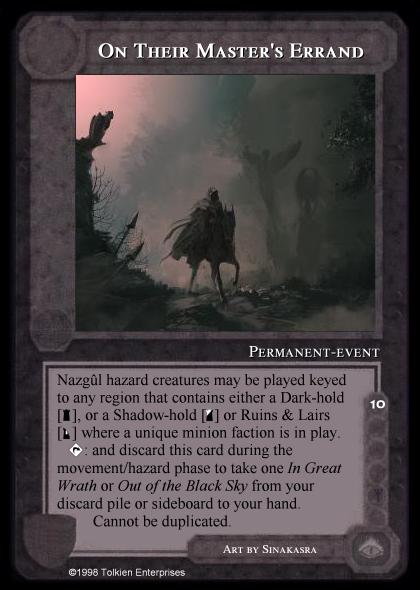 On Their Master's Errand
Permanent-event
Nazgûl hazard creatures may be played keyed
to any region that contains either a Dark-hold
[], or a Shadow-hold [] or Ruins & Lairs
[] where a unique minion faction is in play.
: and discard this card during the
movement/hazard phase to take one In Great
Wrath or Out of the Black Sky from your
discard pile or sideboard to your hand.
Cannot be duplicated.
10
Art by Sinakasra
©1998 Tolkien Enterprises